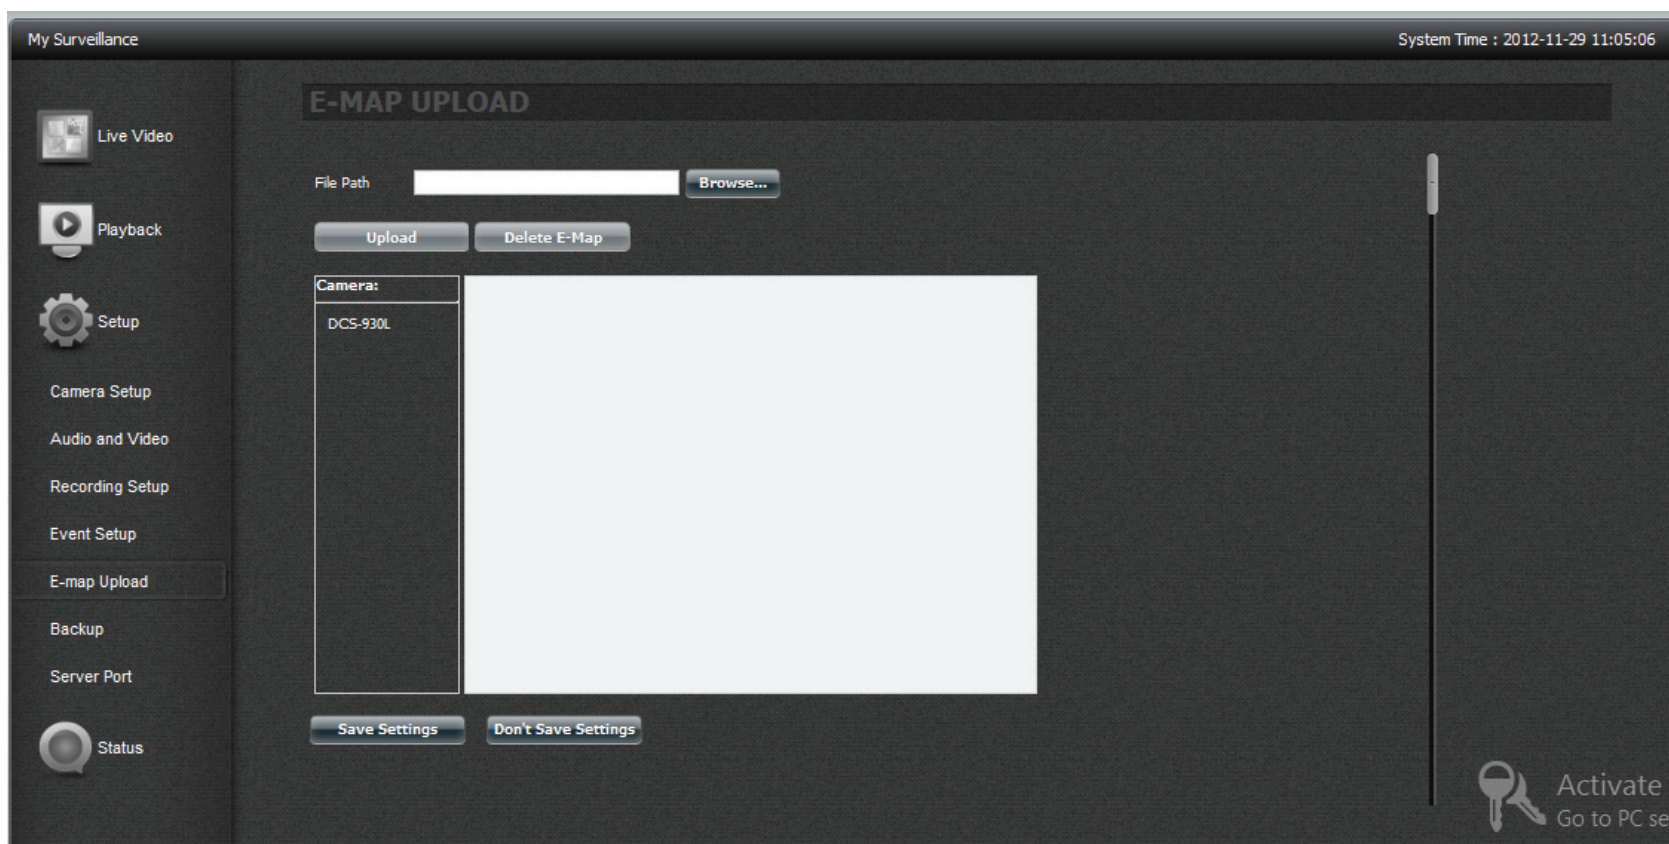 My Surveillance
System Time : 2012-11-29 11:05:06
E-MAP UPLOAD
Live Video
Playback
Setup
Camera Setup
Audio and Video
Recording Setup
Event Setup
E-map Upload
Backup
Server Port
Status
File Path
Browse...
Upload
Delete E-Map
Camera:
DCS-930L
Save Settings
Don't Save Settings
Activate
Go to PC se